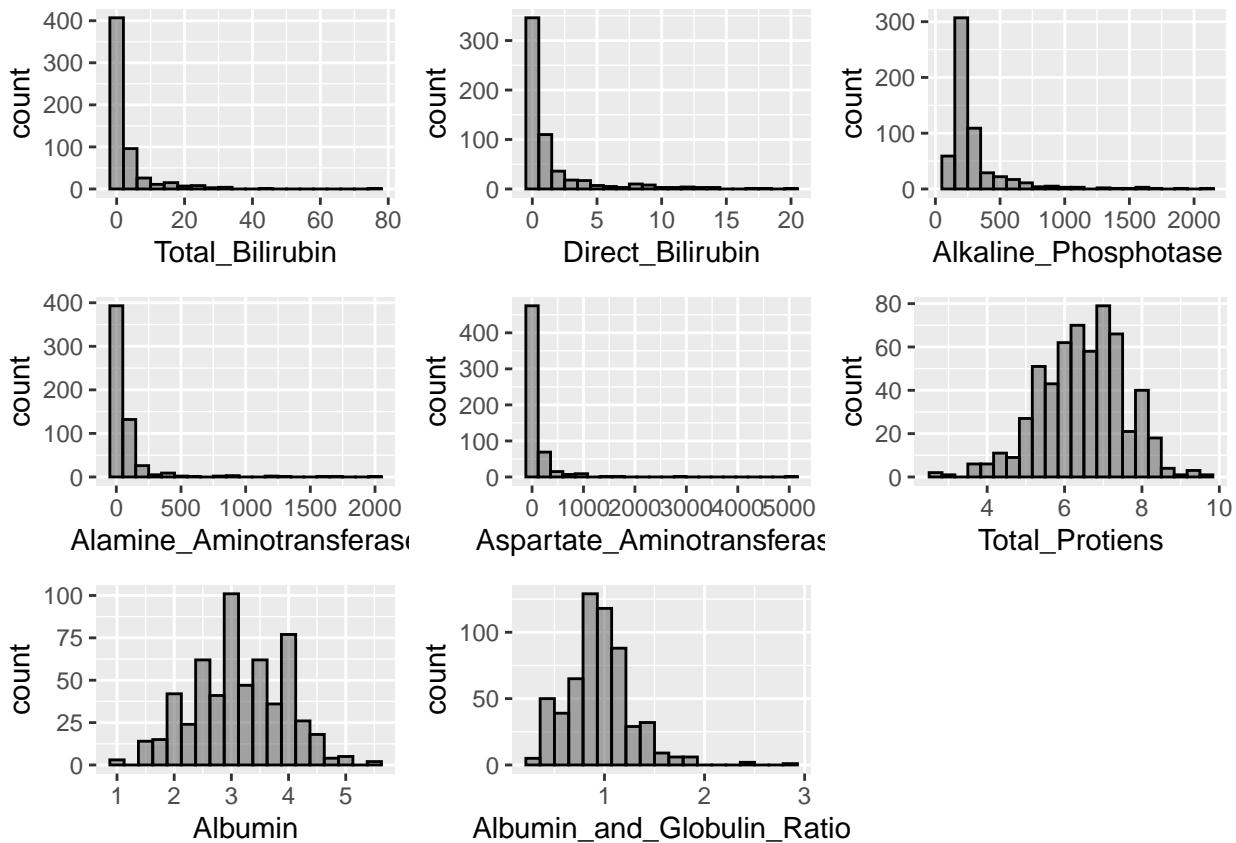 400
300
200
100
0
count
0 20 40 60 80
Total_Bilirubin
300
200
100
0
count
0 5 10 15 20
Direct_Bilirubin
300
200
100
0
count
0 500 1000 1500 2000
Alkaline_Phosphotase
400
300
200
100
0
count
0 500 1000 1500 2000
Alamine_Aminotransferase
400
300
200
100
0
count
0 1000 2000 3000 4000 5000
Aspartate_Aminotransferas
80
60
40
20
0
count
4 6 8 10
Total_Protiens
100
75
50
25
0
count
1 2 3 4 5
Albumin
100
50
0
count
1 2 3
Albumin_and_Globulin_Ratio